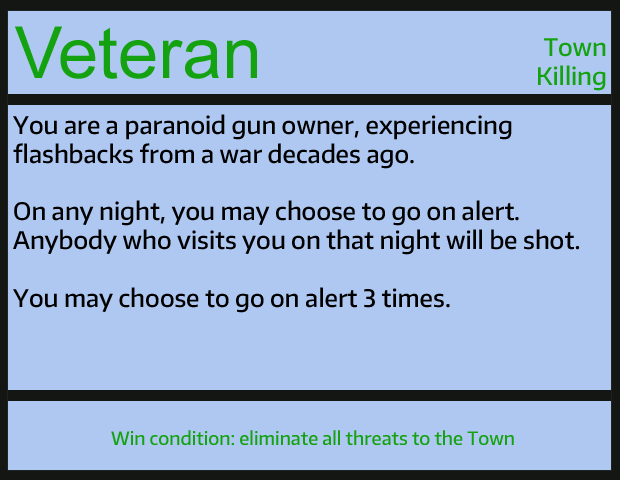 Veteran
Town
Killing
You are a paranoid gun owner, experiencing
flashbacks from a war decades ago.
On any night, you may choose to go on alert.
Anybody who visits you on that night will be shot.
You may choose to go on alert 3 times.
Win condition: eliminate all threats to the Town